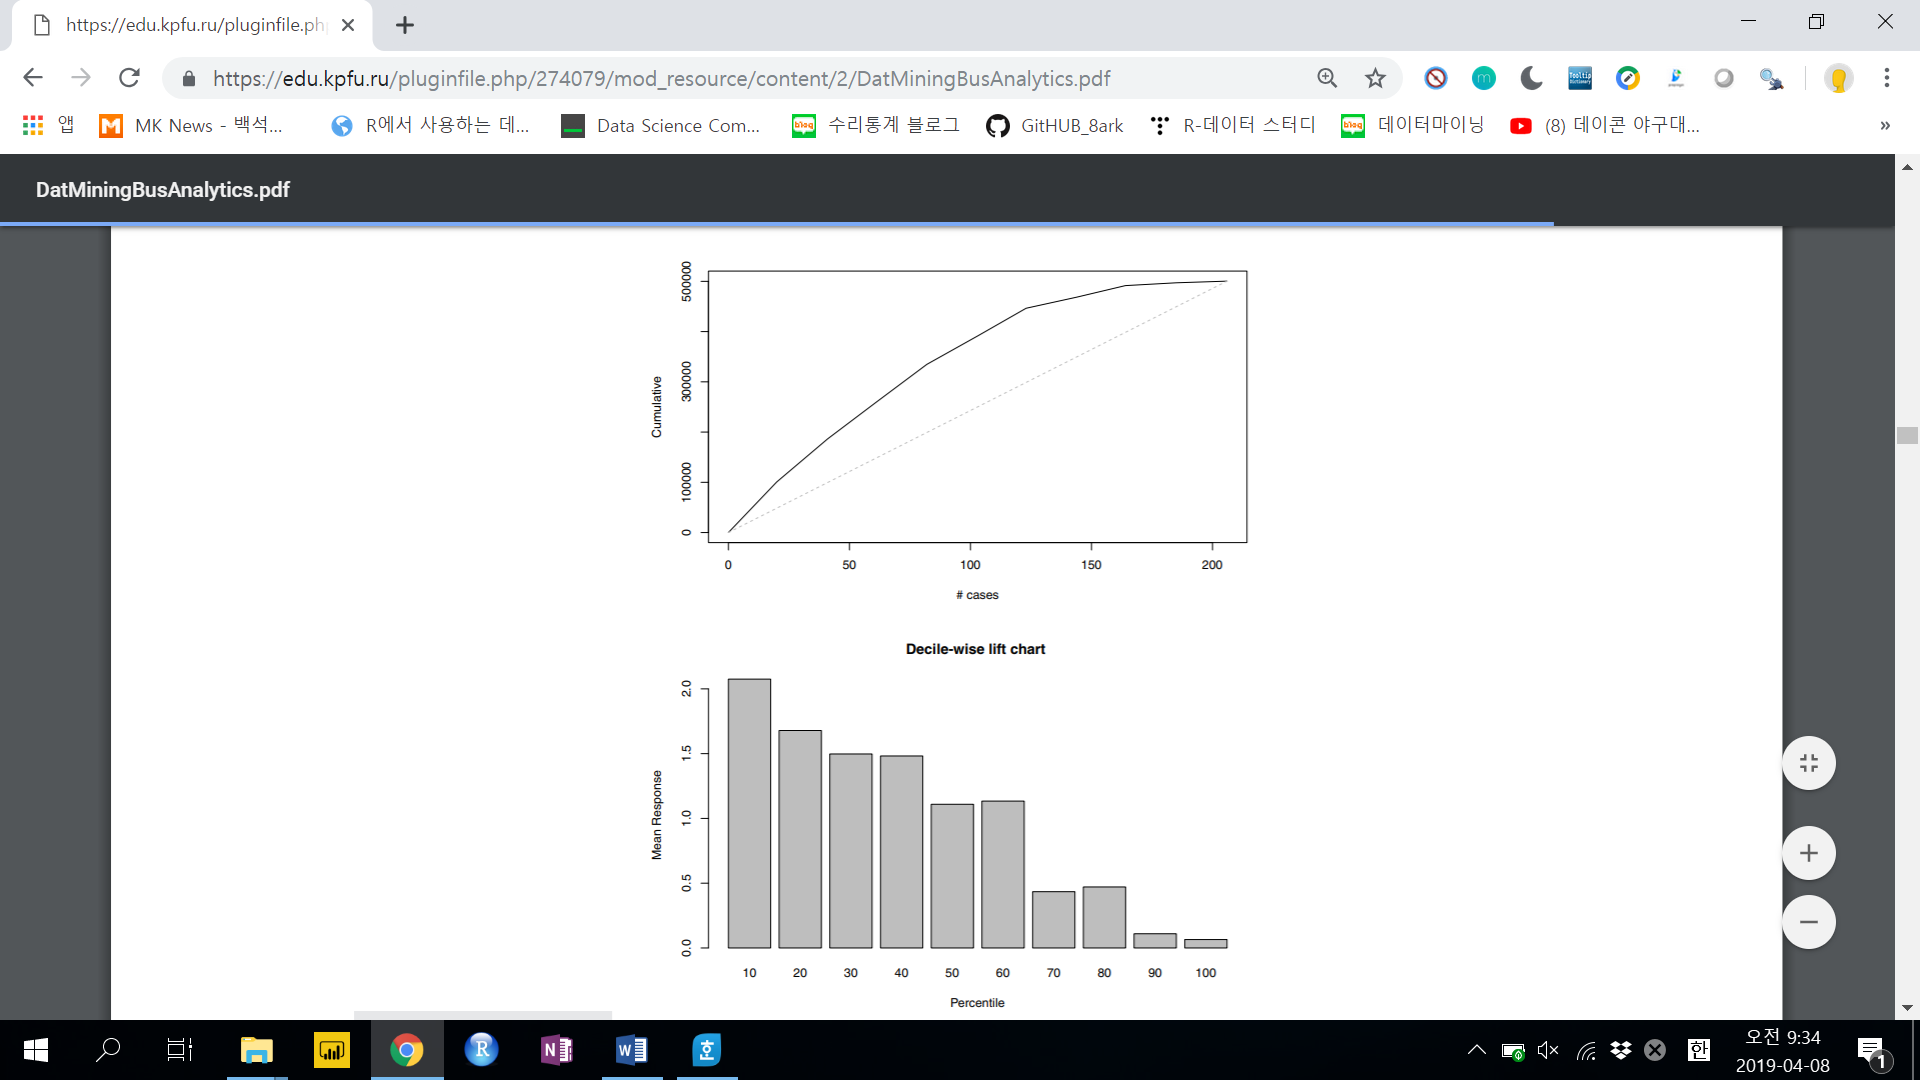 https://edu.kpfu.ru/pluginfile.ph
https://edu.kpfu.ru/pluginfile.php/274079/mod_resource/content/2/DatMiningBusAnalytics.pdf
m
Tooltip
앱
M
MK News - 백석...
R에서 사용하는 데...
Data Science Com...
blog
수리통계 블로그
GitHUB_8ark
R-데이터 스터디
blog
데이터마이닝
(8) 데이콘 야구대...
»
DatMiningBusAnalytics.pdf
500000
300000
100000
0
Cumulative
0 50 100 150 200
# cases
Decile-wise lift chart
2.0
1.5
1.0
0.5
0.0
Mean Response
10 20 30 40 50 60 70 80 90 100
Percentile
R
N
W
호
한
오전 9:34
2019-04-08
1